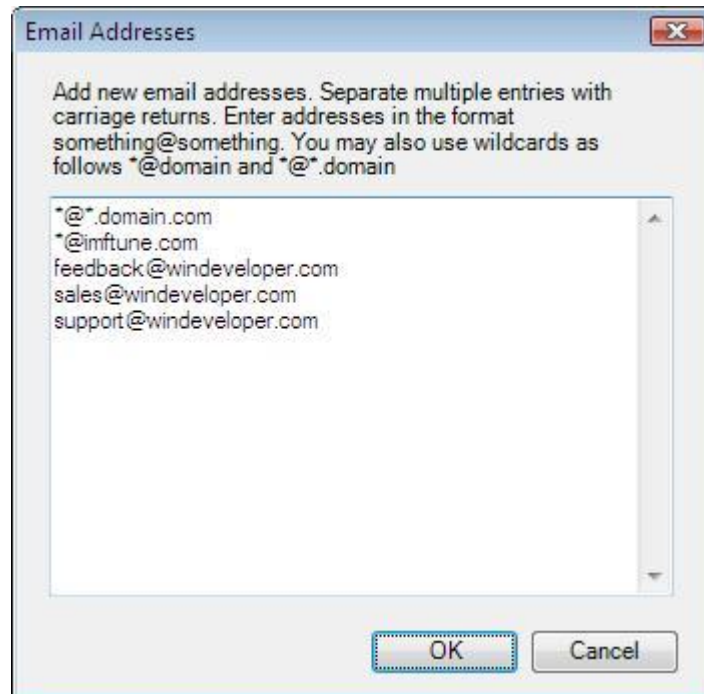 Email Addresses
Add new email addresses. Separate multiple entries with
carriage returns. Enter addresses in the format
something@something. You may also use wildcards as
follows *@domain and *@*.domain
*@*.domain.com
*@imftune.com
feedback@windeveloper.com
sales@windeveloper.com
support@windeveloper.com
OK
Cancel